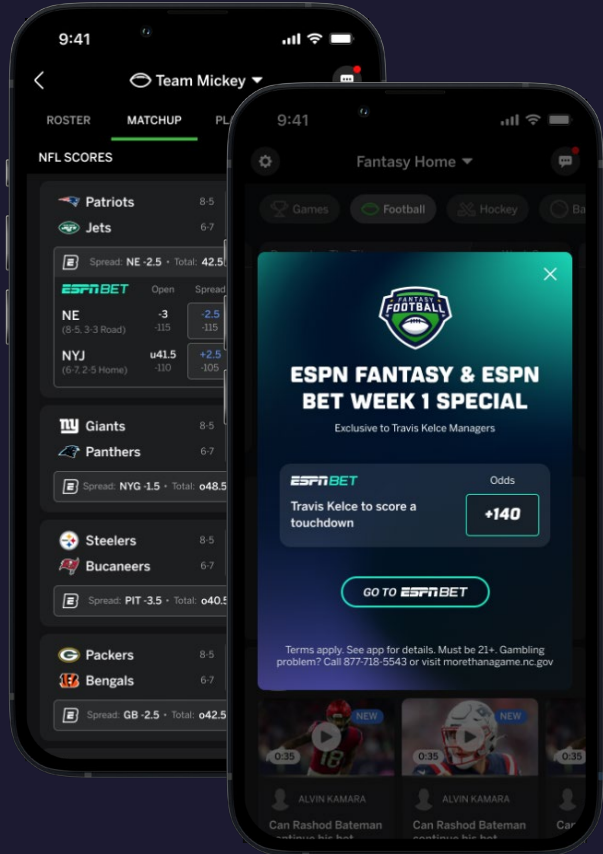 9:41
Team Mickey
ROSTER MATCHUP
NFL SCORES
Patriots 8-5
Jets 6-7
Spread: NE -2.5 • Total: 42.5
ESPN BET Open Spread
NE -3 -2.5
(8-5, 3-3 Road) -115 -115
NYJ u41.5 +2.5
(6-7, 2-5 Home) -110 -105
Giants 8-5
Panthers 6-7
Spread: NYG -1.5 • Total: o48.5
Steelers 8-5
Bucaneers 6-7
Spread: PIT -3.5 • Total: o40.5
Packers 8-5
Bengals 6-7
Spread: GB -2.5 • Total: o42.5
9:41
Fantasy Home
Games Football Hockey
FANTASY
FOOTBALL
ESPN FANTASY & ESPN
BET WEEK 1 SPECIAL
Exclusive to Travis Kelce Managers
ESPN BET Odds
Travis Kelce to score a
touchdown
+140
GO TO ESPN BET
Terms apply. See app for details. Must be 21+. Gambling
problem? Call 877-718-5543 or visit morethanagame.nc.gov
NEW NEW
0:35 0:35 0:35
ALVIN KAMARA ALVIN KAMARA
Can Rashod Bateman Can Rashod Bateman